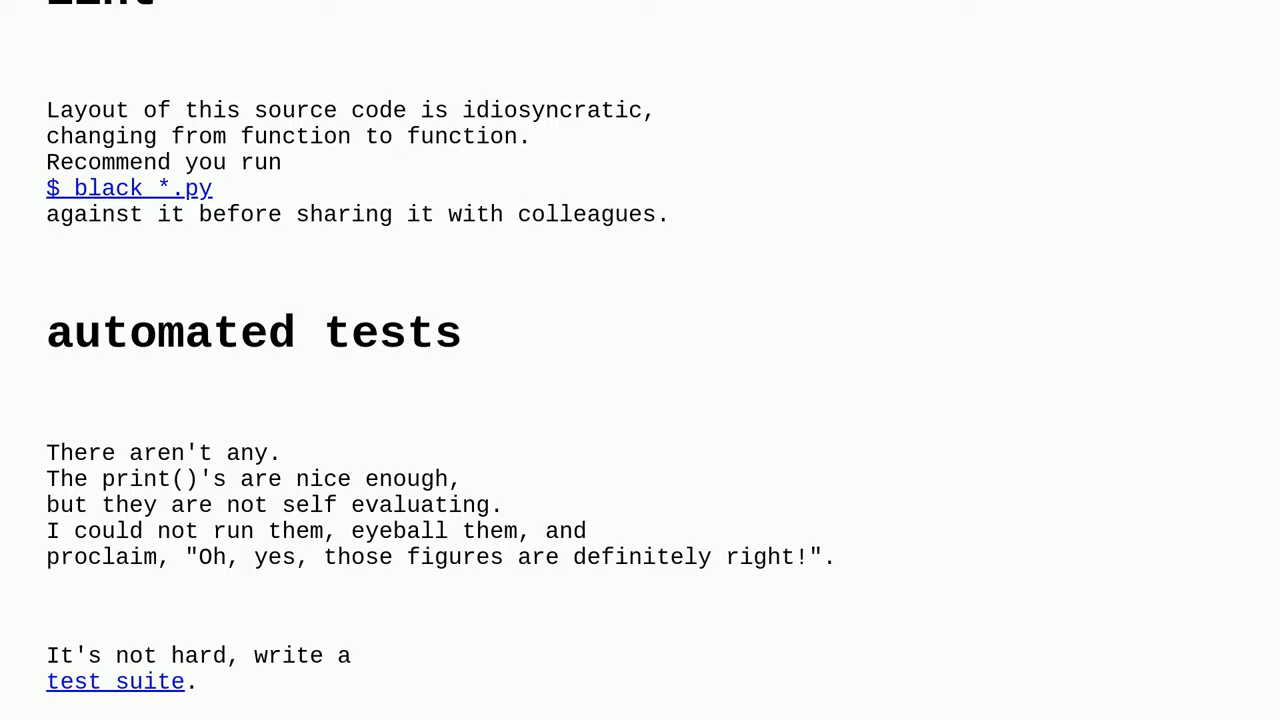 Layout of this source code is idiosyncratic,
changing from function to function.
Recommend you run
$ black *.py
against it before sharing it with colleagues.
automated tests
There aren't any.
The print()'s are nice enough,
but they are not self evaluating.
I could not run them, eyeball them, and
proclaim, "Oh, yes, those figures are definitely right!".
It's not hard, write a
test suite.